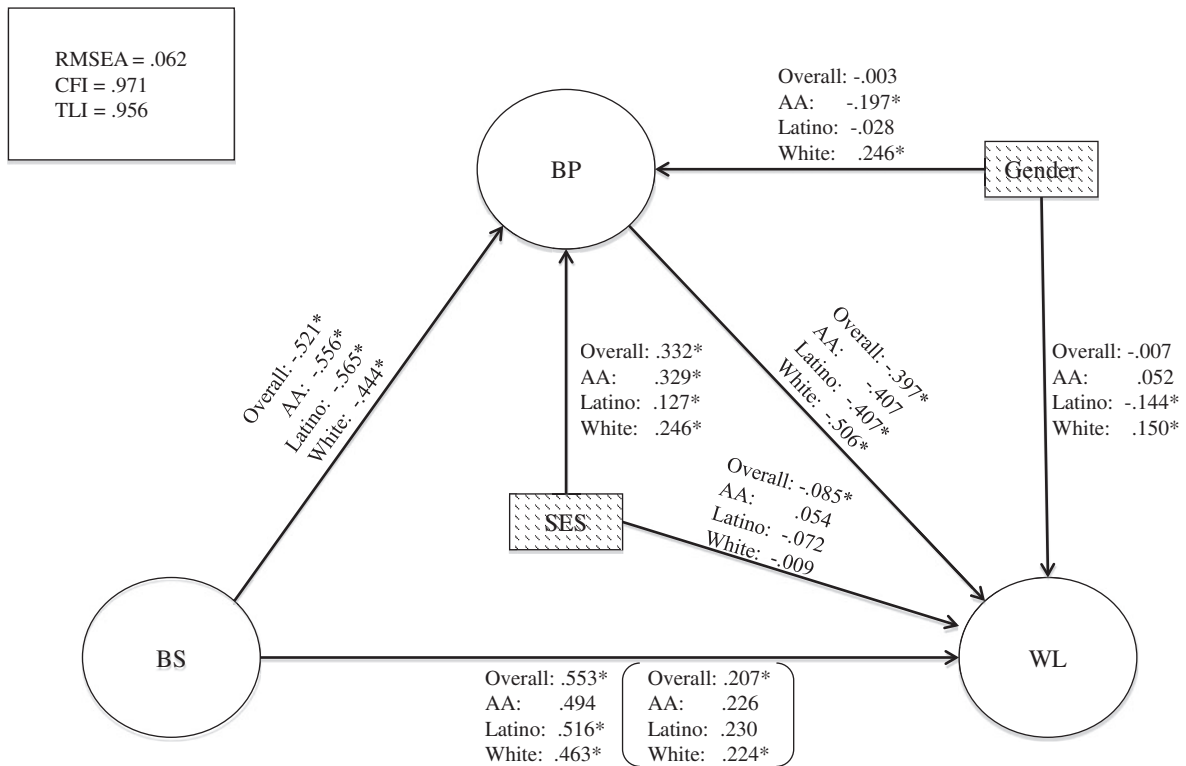 RMSEA = .062
CFI = .971
TLI = .956
Overall: -.003
AA: -.197*
Latino: -.028
White: .246*
BP
Gender
Overall: -.521*
AA: -.556*
Latino: -.565*
White: -.444*
Overall: .332*
AA: .329*
Latino: .127*
White: .246*
Overall: -.397*
AA: -.407
Latino: -.407*
White: -.506*
Overall: -.007
AA: .052
Latino: -.144*
White: .150*
SES
Overall: -.085*
AA: .054
Latino: -.072
White: -.009
BS
WL
Overall: .553*
AA: .494
Latino: .516*
White: .463*
Overall: .207*
AA: .226
Latino: .230
White: .224*